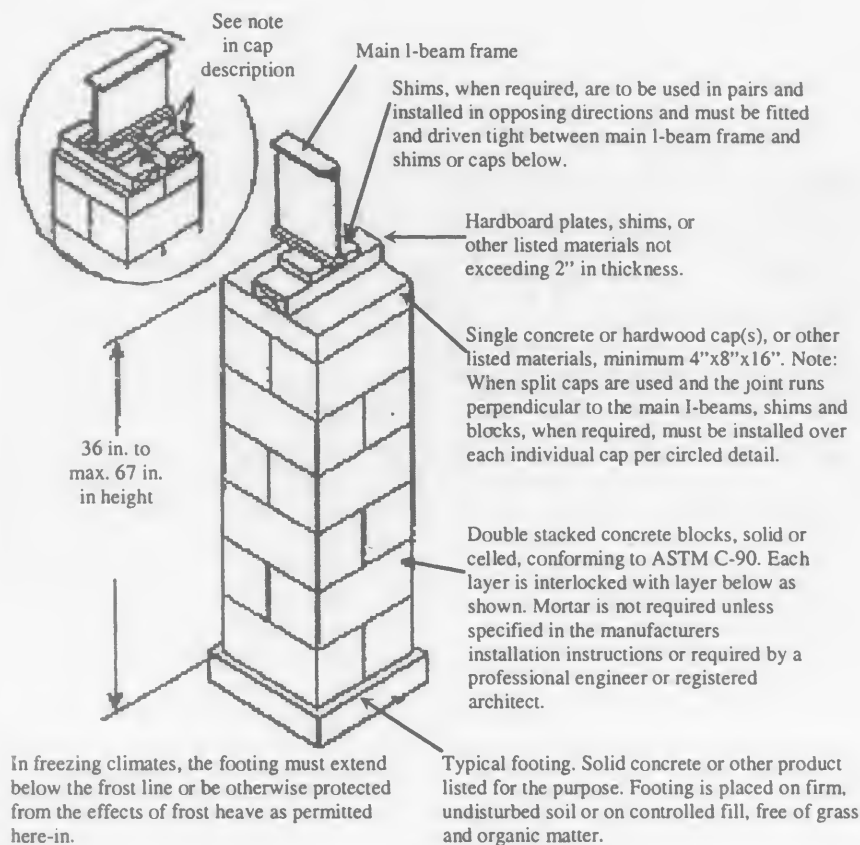 See note
in cap
description
Main l-beam frame
Shims, when required, are to be used in pairs and
installed in opposing directions and must be fitted
and driven tight between main l-beam frame and
shims or caps below.
Hardboard plates, shims, or
other listed materials not
exceeding 2" in thickness.
Single concrete or hardwood cap(s), or other
listed materials, minimum 4"x8"x16". Note:
When split caps are used and the joint runs
perpendicular to the main I-beams, shims and
blocks, when required, must be installed over
each individual cap per circled detail.
36 in. to
max. 67 in.
in height
Double stacked concrete blocks, solid or
celled, conforming to ASTM C-90. Each
layer is interlocked with layer below as
shown. Mortar is not required unless
specified in the manufacturers
installation instructions or required by a
professional engineer or registered
architect.
In freezing climates, the footing must extend
below the frost line or be otherwise protected
from the effects of frost heave as permitted
here-in.
Typical footing. Solid concrete or other product
listed for the purpose. Footing is placed on firm,
undisturbed soil or on controlled fill, free of grass
and organic matter.